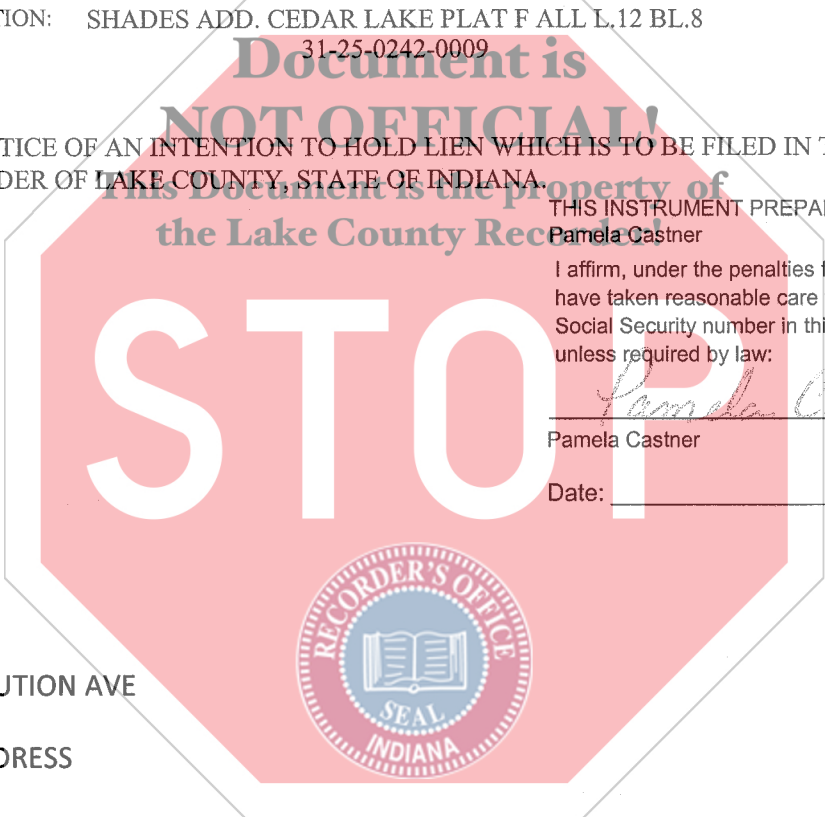 TION: SHADES ADD. CEDAR LAKE PLAT F ALL L.12 BL.8
31-25-0242-0009
Document is
NOT OFFICIAL!
TICE OF AN INTENTION TO HOLD LIEN WHICH IS TO BE FILED IN T
DER OF LAKE COUNTY, STATE OF INDIANA.
This Document is the property of
the Lake County Recorder!
THIS INSTRUMENT PREPA
Pamela Castner
I affirm, under the penalties f
have taken reasonable care
Social Security number in thi
unless required by law:
Pamela C
Pamela Castner
Date:
STOP
RECORDER'S OFFICE
SEAL
INDIANA
UTION AVE
DRESS